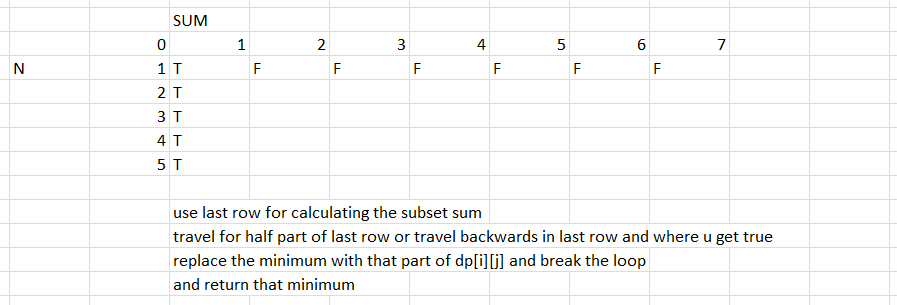 SUM
0 1 2 3 4 5 6 7
N 1 T F F F F F F
2 T
3 T
4 T
5 T
use last row for calculating the subset sum
travel for half part of last row or travel backwards in last row and where u get true
replace the minimum with that part of dp[i][j] and break the loop
and return that minimum